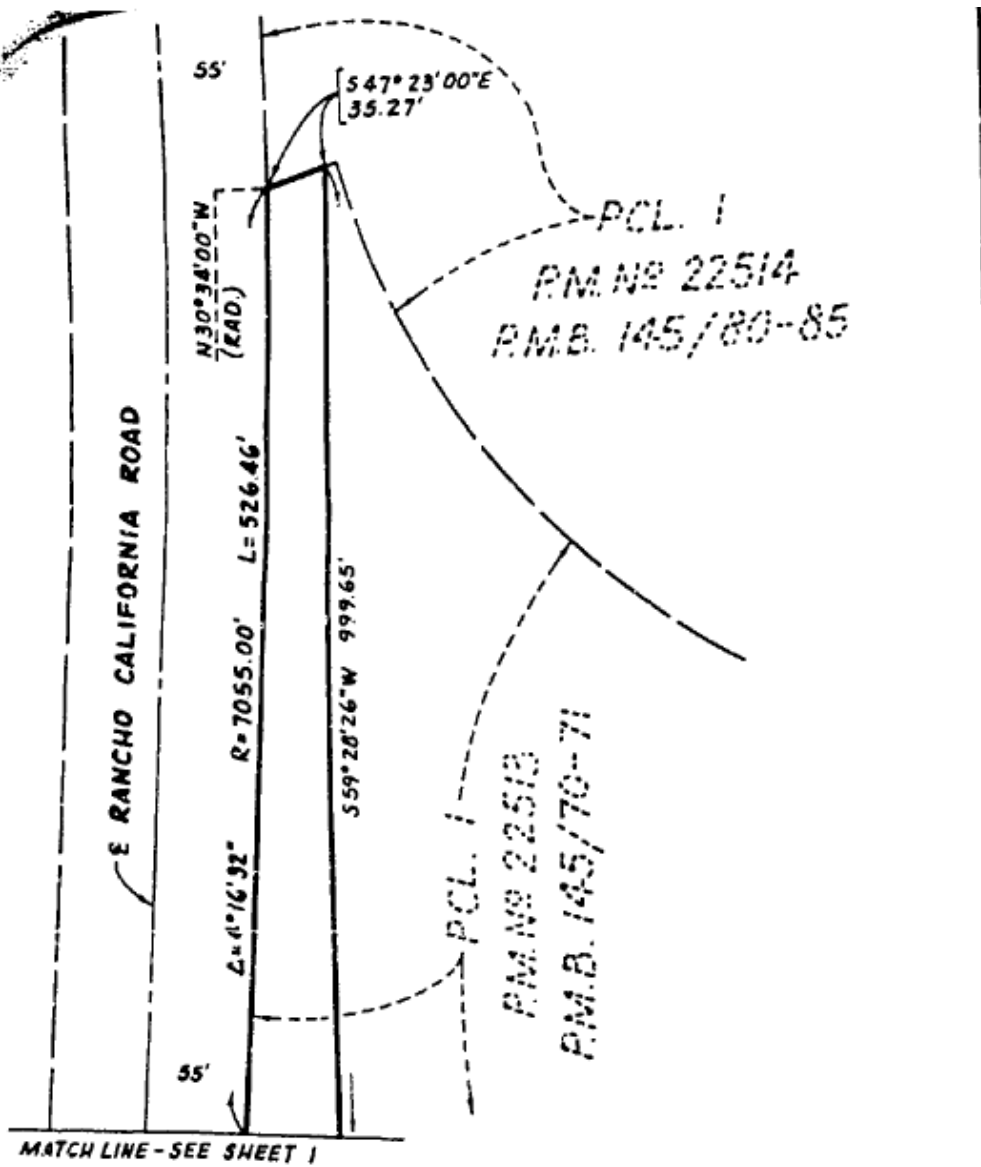 55'
S47°23'00"E
35.27'
N30°34'00"W
(RAD.)
PCL. 1
P.M. Nº 22514
P.M.B. 145/80-85
℄ RANCHO CALIFORNIA ROAD
Δ=4°16'32" R=7055.00' L=526.46'
S59°28'26"W 999.65'
PCL. 1
P.M. Nº 22513
P.M.B. 145/70-71
55'
MATCH LINE - SEE SHEET 1